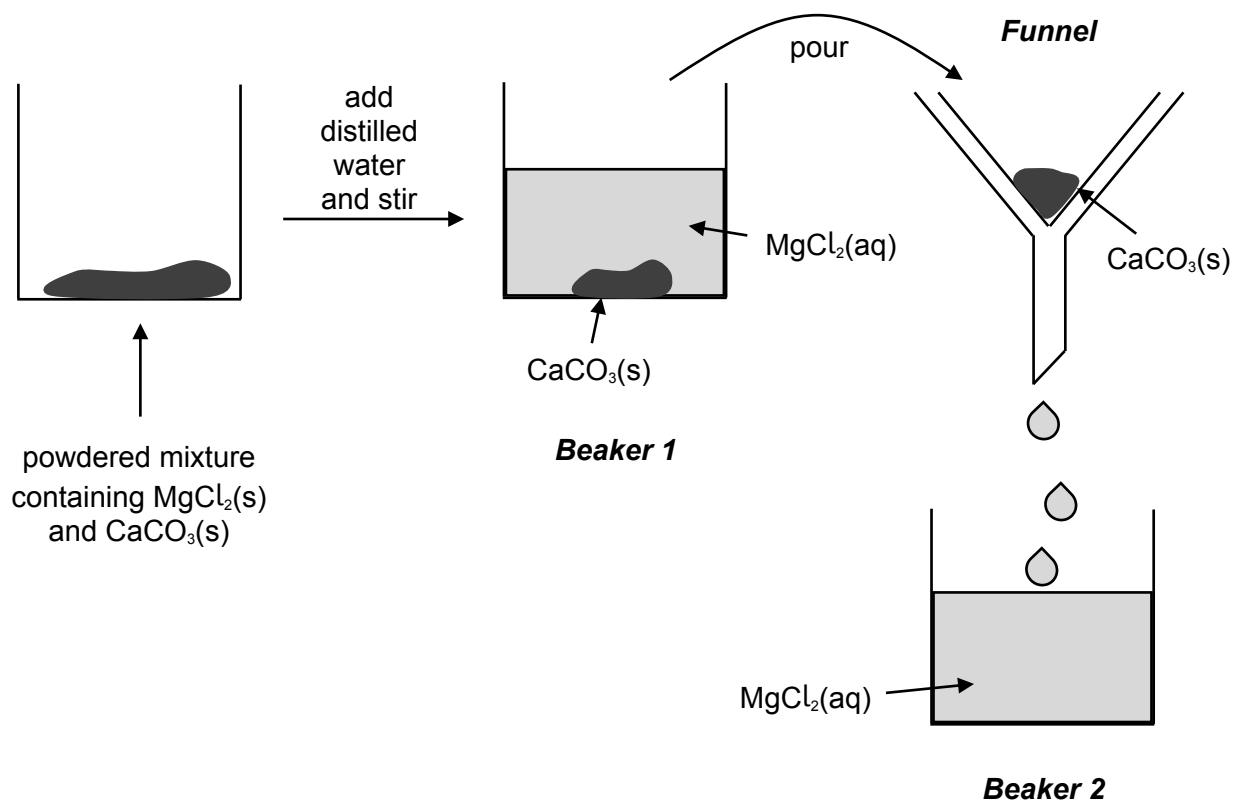 add
distilled
water
and stir
pour
Funnel
MgCl₂(aq)
CaCO₃(s)
CaCO₃(s)
Beaker 1
powdered mixture
containing MgCl₂(s)
and CaCO₃(s)
MgCl₂(aq)
Beaker 2